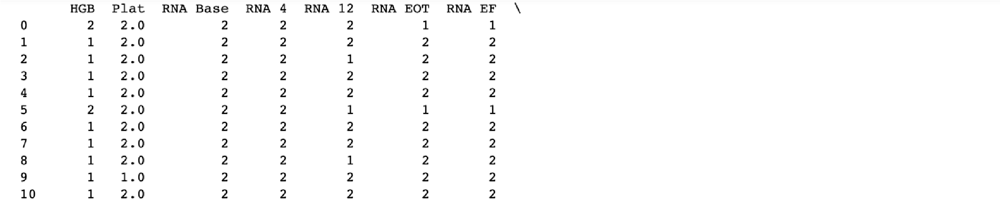 HGB Plat RNA Base RNA 4 RNA 12 RNA EOT RNA EF \
0 2 2.0 2 2 2 1 1
1 1 2.0 2 2 2 2 2
2 1 2.0 2 2 1 2 2
3 1 2.0 2 2 2 2 2
4 1 2.0 2 2 2 2 2
5 2 2.0 2 2 1 1 1
6 1 2.0 2 2 2 2 2
7 1 2.0 2 2 2 2 2
8 1 2.0 2 2 1 2 2
9 1 1.0 2 2 2 2 2
10 1 2.0 2 2 2 2 2